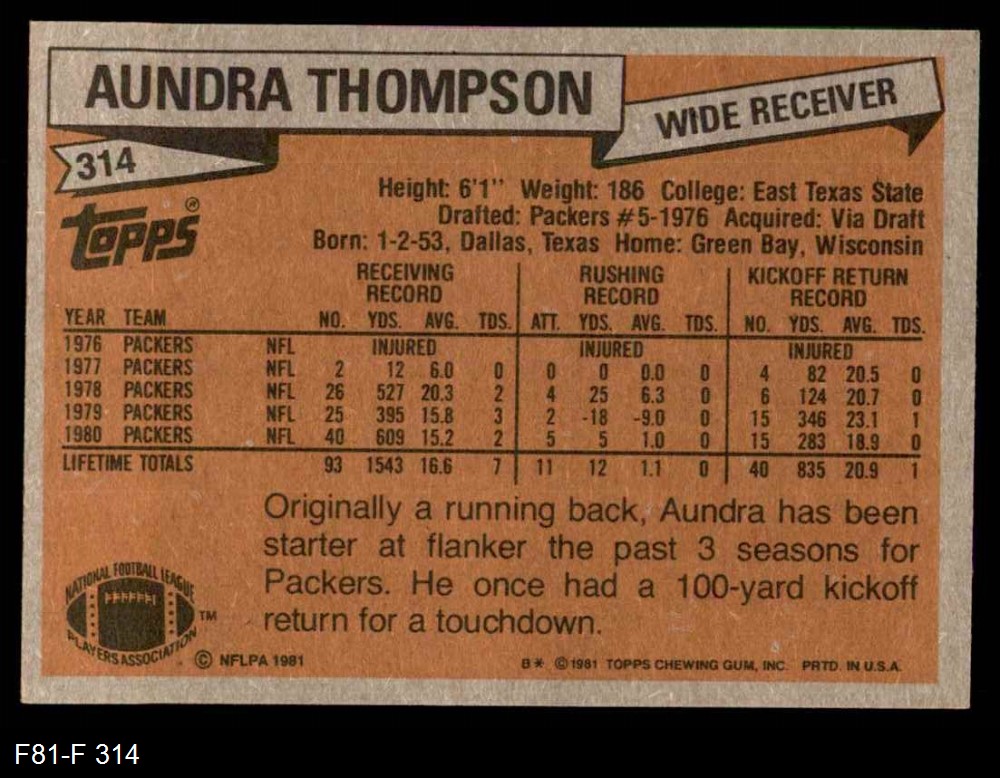 AUNDRA THOMPSON
WIDE RECEIVER
314
TOPPS ®
Height: 6'1" Weight: 186 College: East Texas State
Drafted: Packers #5-1976 Acquired: Via Draft
Born: 1-2-53, Dallas, Texas Home: Green Bay, Wisconsin
RECEIVING RECORD RUSHING RECORD KICKOFF RETURN RECORD
YEAR TEAM NO. YDS. AVG. TDS. ATT. YDS. AVG. TDS. NO. YDS. AVG. TDS.
1976 PACKERS NFL INJURED INJURED INJURED
1977 PACKERS NFL 2 12 6.0 0 0 0 0.0 0 4 82 20.5 0
1978 PACKERS NFL 26 527 20.3 2 4 25 6.3 0 6 124 20.7 0
1979 PACKERS NFL 25 395 15.8 3 2 -18 -9.0 0 15 346 23.1 1
1980 PACKERS NFL 40 609 15.2 2 5 5 1.0 0 15 283 18.9 0
LIFETIME TOTALS 93 1543 16.6 7 11 12 1.1 0 40 835 20.9 1
Originally a running back, Aundra has been
starter at flanker the past 3 seasons for
Packers. He once had a 100-yard kickoff
return for a touchdown.
NATIONAL FOOTBALL LEAGUE
PLAYERS ASSOCIATION
TM
© NFLPA 1981
B* © 1981 TOPPS CHEWING GUM, INC. PRTD. IN U.S.A.
F81-F 314